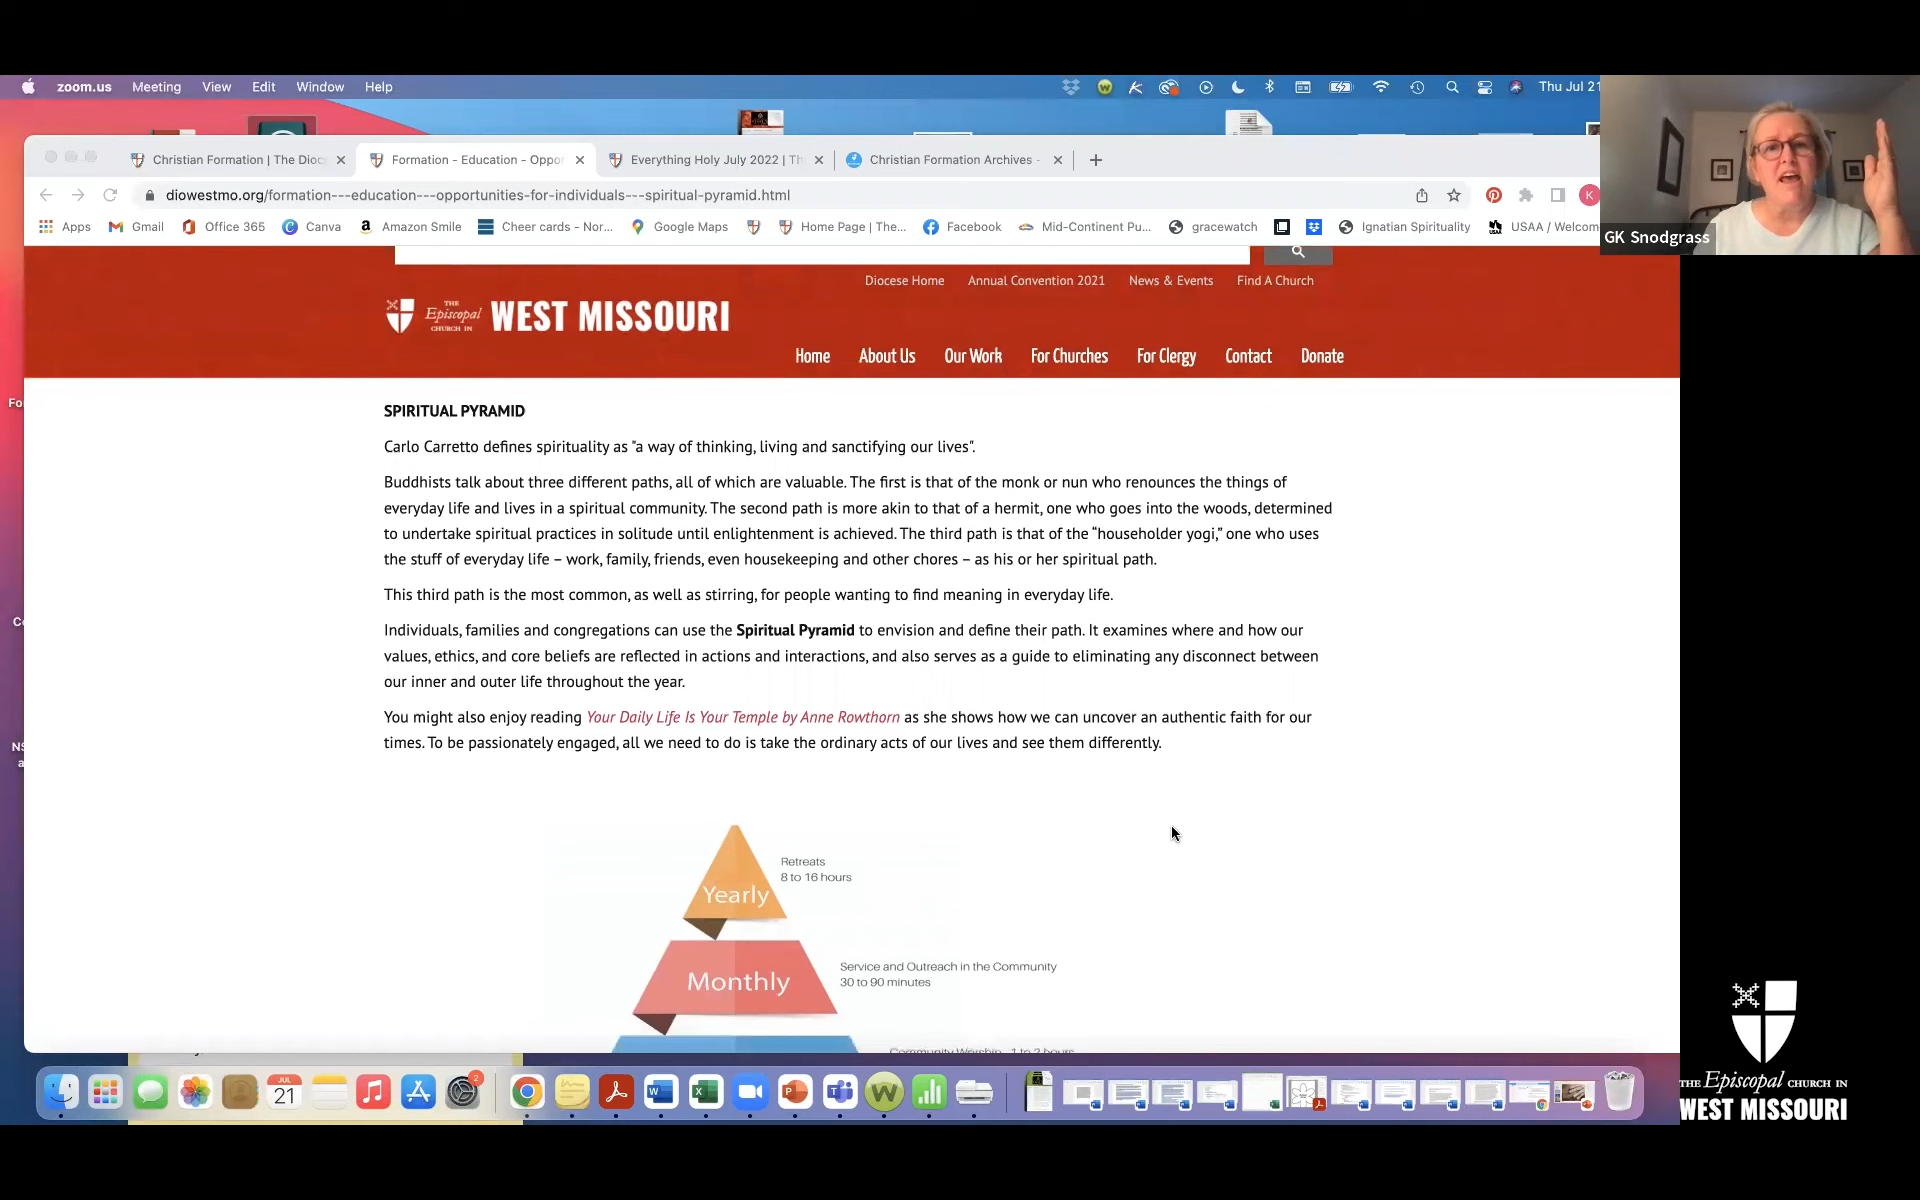 zoom.us Meeting View Edit Window Help
Thu Jul 21
Christian Formation | The Dioc
Formation - Education - Oppo
Everything Holy July 2022 | Th
Christian Formation Archives -
diowestmo.org/formation---education---opportunities-for-individuals---spiritual-pyramid.html
K
Apps Gmail Office 365 Canva Amazon Smile Cheer cards - Nor... Google Maps Home Page | The... Facebook Mid-Continent Pu... gracewatch Ignatian Spirituality USAA / Welcom
GK Snodgrass
Diocese Home Annual Convention 2021 News & Events Find A Church
THE Episcopal CHURCH IN WEST MISSOURI
Home About Us Our Work For Churches For Clergy Contact Donate
SPIRITUAL PYRAMID
Carlo Carretto defines spirituality as "a way of thinking, living and sanctifying our lives".
Buddhists talk about three different paths, all of which are valuable. The first is that of the monk or nun who renounces the things of
everyday life and lives in a spiritual community. The second path is more akin to that of a hermit, one who goes into the woods, determined
to undertake spiritual practices in solitude until enlightenment is achieved. The third path is that of the “householder yogi,” one who uses
the stuff of everyday life – work, family, friends, even housekeeping and other chores – as his or her spiritual path.
This third path is the most common, as well as stirring, for people wanting to find meaning in everyday life.
Individuals, families and congregations can use the Spiritual Pyramid to envision and define their path. It examines where and how our
values, ethics, and core beliefs are reflected in actions and interactions, and also serves as a guide to eliminating any disconnect between
our inner and outer life throughout the year.
You might also enjoy reading Your Daily Life Is Your Temple by Anne Rowthorn as she shows how we can uncover an authentic faith for our
times. To be passionately engaged, all we need to do is take the ordinary acts of our lives and see them differently.
Yearly
Retreats
8 to 16 hours
Monthly
Service and Outreach in the Community
30 to 90 minutes
Community Worship 1 to 2 hours
JUL
21
2
THE Episcopal CHURCH IN
WEST MISSOURI